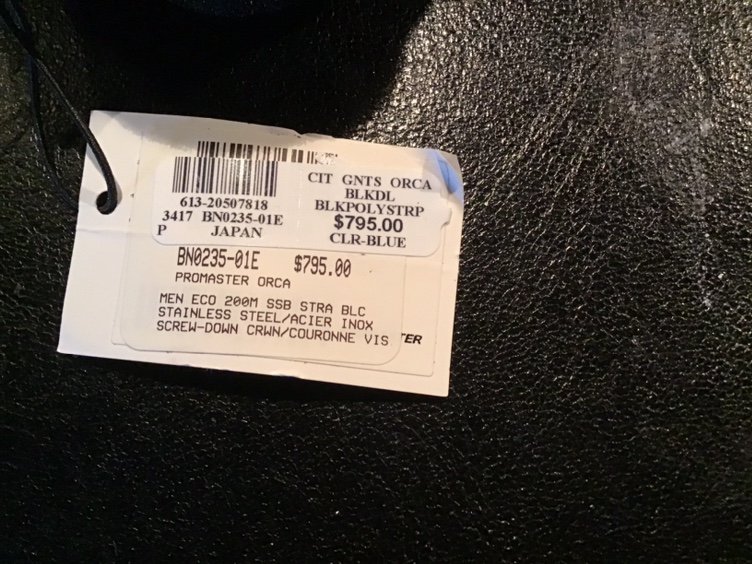 CIT GNTS ORCA
BLKDL
BLKPOLYSTRP
$795.00
CLR-BLUE
613-20507818
3417 BN0235-01E
P JAPAN
BN0235-01E $795.00
PROMASTER ORCA
MEN ECO 200M SSB STRA BLC
STAINLESS STEEL/ACIER INOX
SCREW-DOWN CRWN/COURONNE VIS
TER